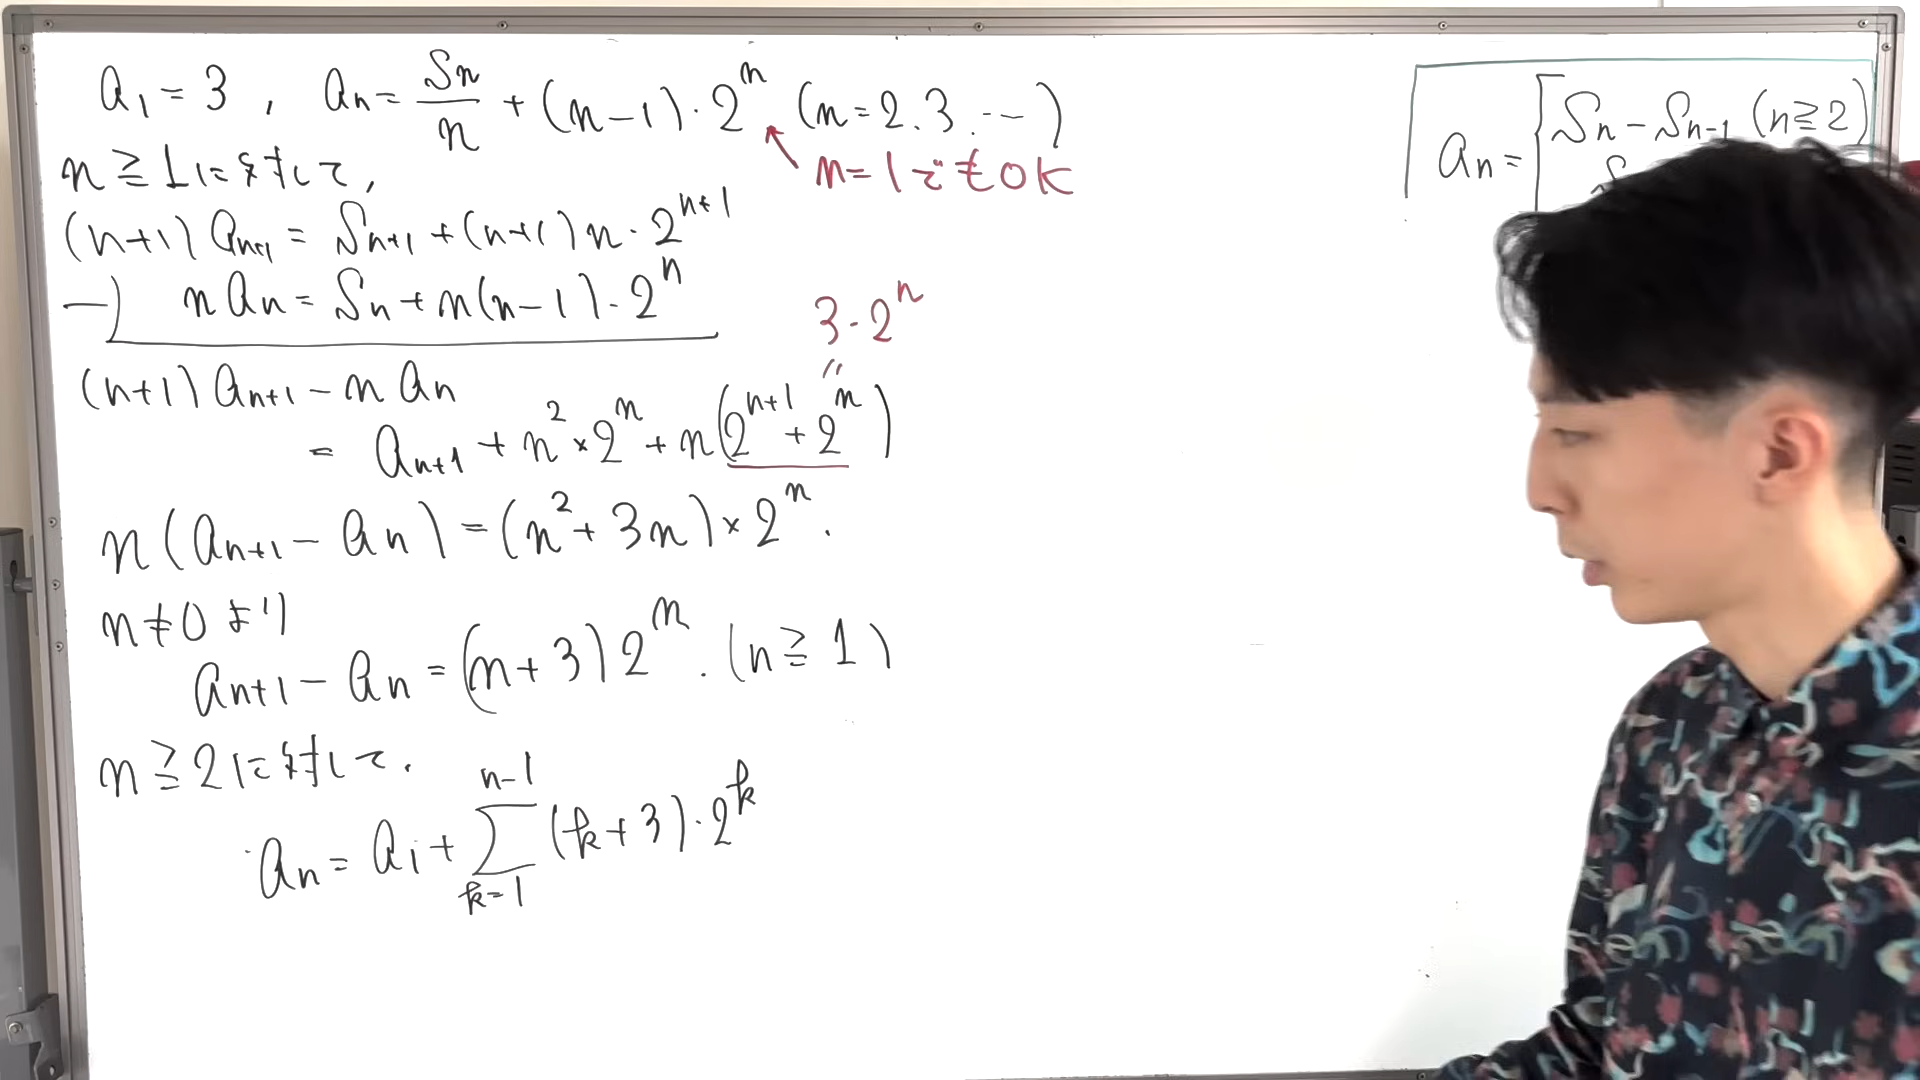 a₁ = 3 , aₙ = Sₙ/n + (n-1)・2ⁿ (n=2.3.…)
n≧1に対して,
n=1でもOK
(n+1)aₙ₊₁ = Sₙ₊₁ + (n+1)n・2ⁿ⁺¹
-) naₙ = Sₙ + n(n-1)・2ⁿ
(n+1)aₙ₊₁ - naₙ
3・2ⁿ
〃
= aₙ₊₁ + n²×2ⁿ + n(2ⁿ⁺¹ + 2ⁿ)
n(aₙ₊₁ - aₙ) = (n²+3n)×2ⁿ.
n≠0より
aₙ₊₁ - aₙ = (n+3)2ⁿ. (n≧1)
n≧2に対して.
aₙ = a₁ + Σ_{k=1}^{n-1} (k+3)・2ᵏ
aₙ = { Sₙ - Sₙ₋₁ (n≧2)